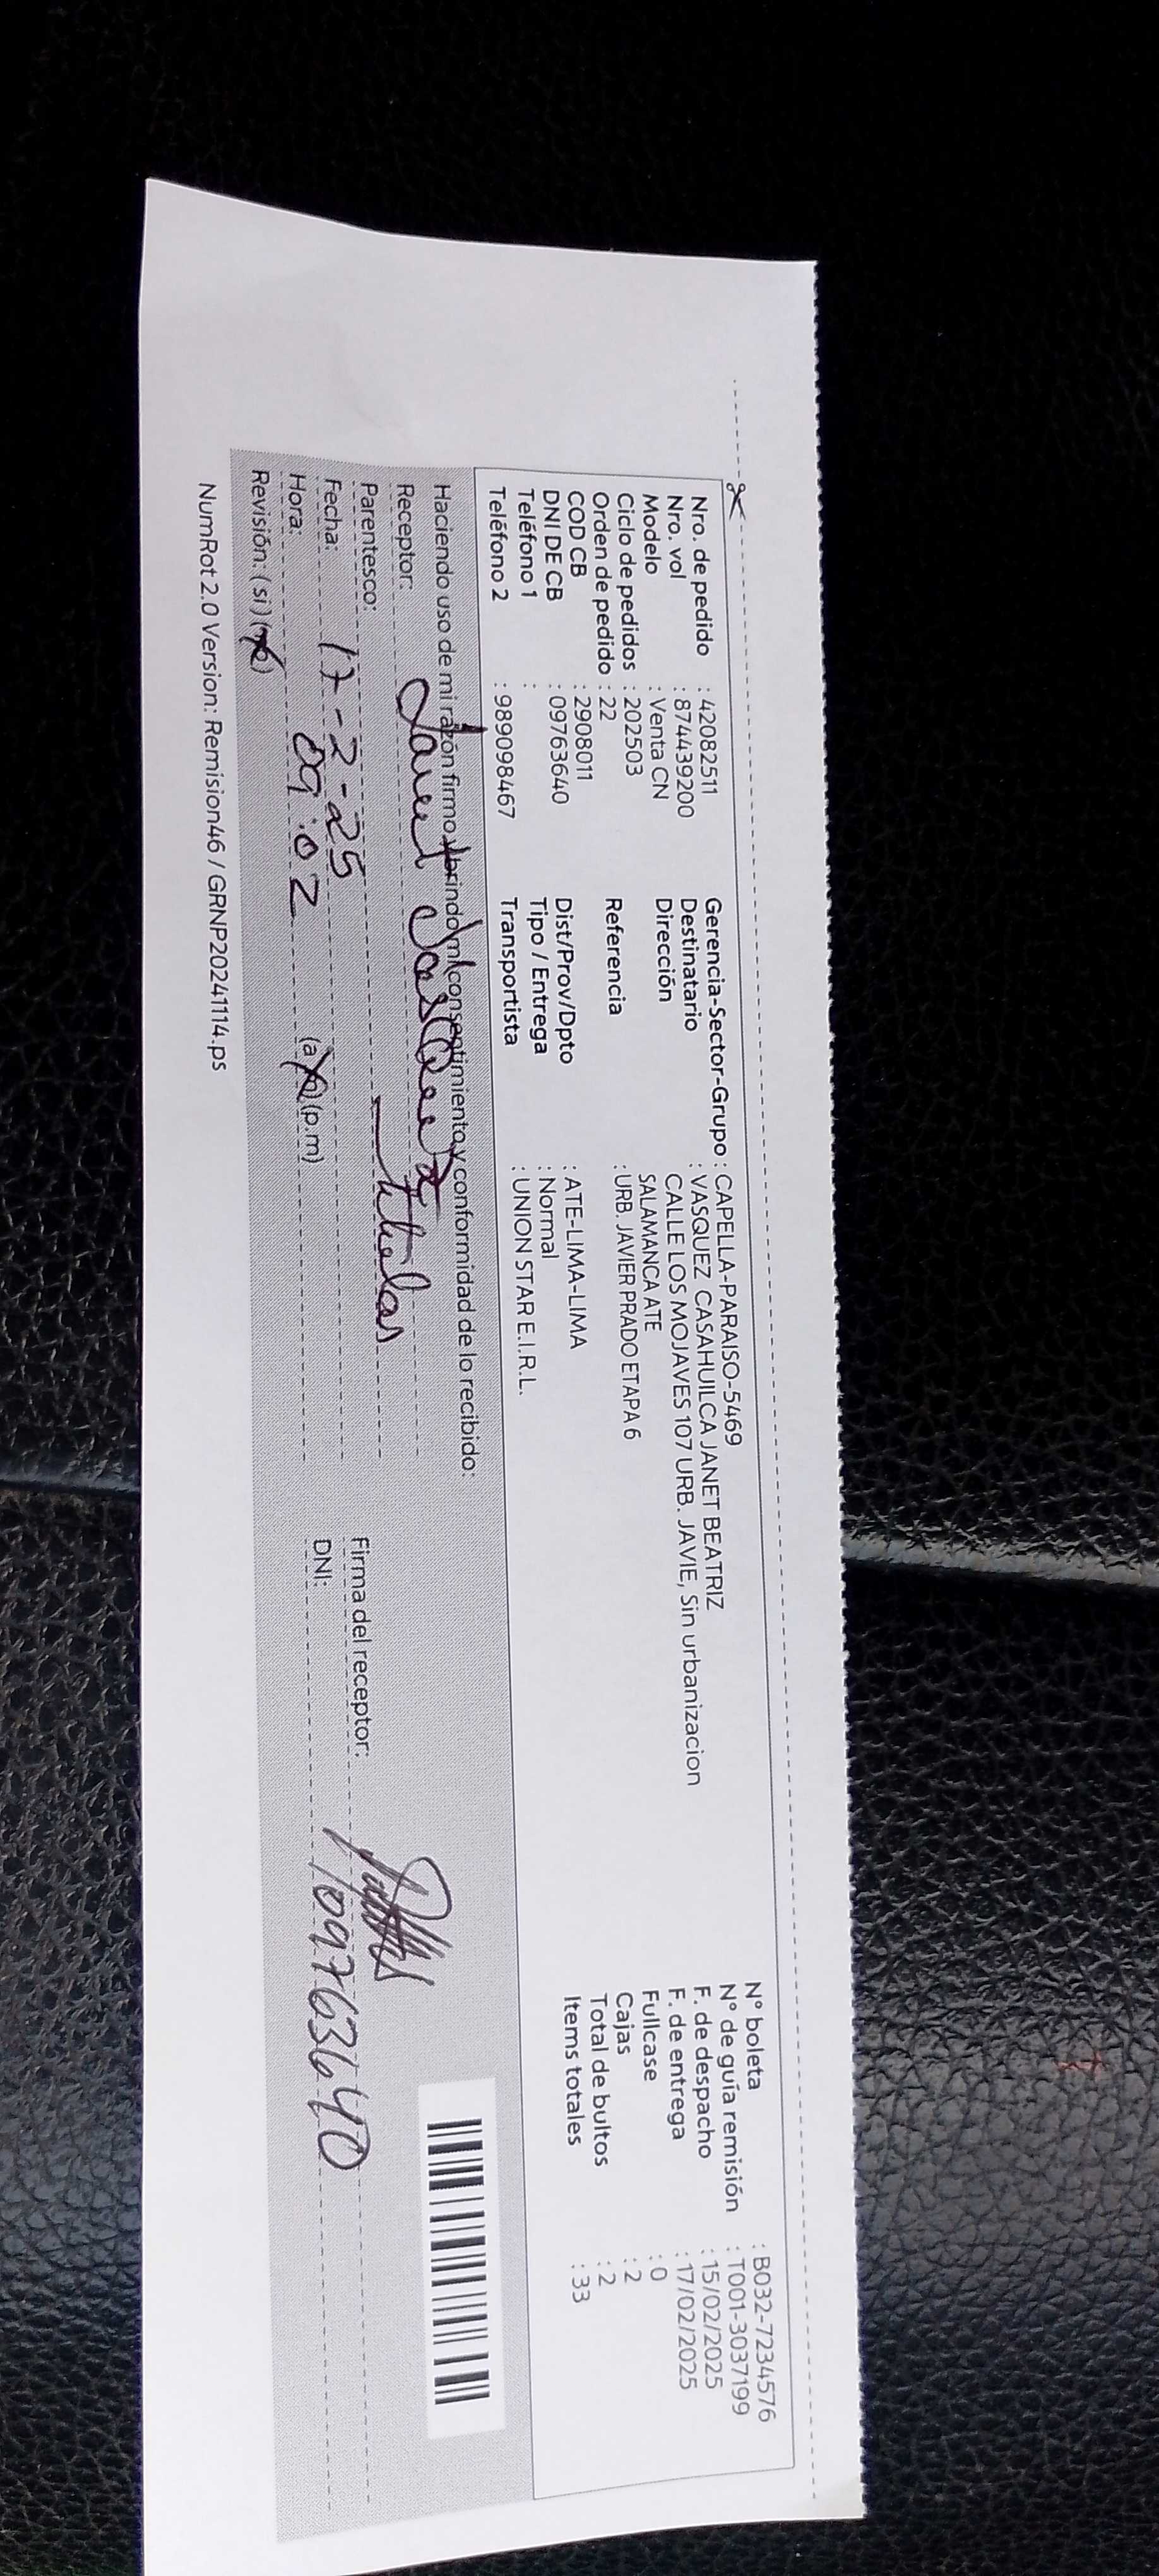 Nro. de pedido : 42082511
Nro. vol : 874439200
Modelo : Venta CN
Ciclo de pedidos : 202503
Orden de pedido : 22
COD CB : 2908011
DNI DE CB : 09763640
Teléfono 1 :
Teléfono 2 : 989098467
Gerencia-Sector-Grupo : CAPELLA-PARAISO-5469
Destinatario : VASQUEZ CASAHUILCA JANET BEATRIZ
Dirección CALLE LOS MOJAVES 107 URB. JAVIE, Sin urbanizacion
SALAMANCA ATE
Referencia : URB. JAVIER PRADO ETAPA 6
Dist/Prov/Dpto : ATE-LIMA-LIMA
Tipo / Entrega : Normal
Transportista : UNION STAR E.I.R.L.
N° boleta : B032-7234576
N° de guía remisión : T001-3037199
F. de despacho : 15/02/2025
F. de entrega : 17/02/2025
Fullcase : 0
Cajas : 2
Total de bultos : 2
Items totales : 33
Haciendo uso de mi razón firmo y brindo mi consentimiento y conformidad de lo recibido:
Receptor: Janet
Parentesco:
Fecha: 17-2-25
Hora: 09:02 (a.m) (p.m)
Revisión: (si) (no)
Firma del receptor:
DNI: 09763640
NumRot 2.0 Version: Remision46 / GRNP20241114.ps